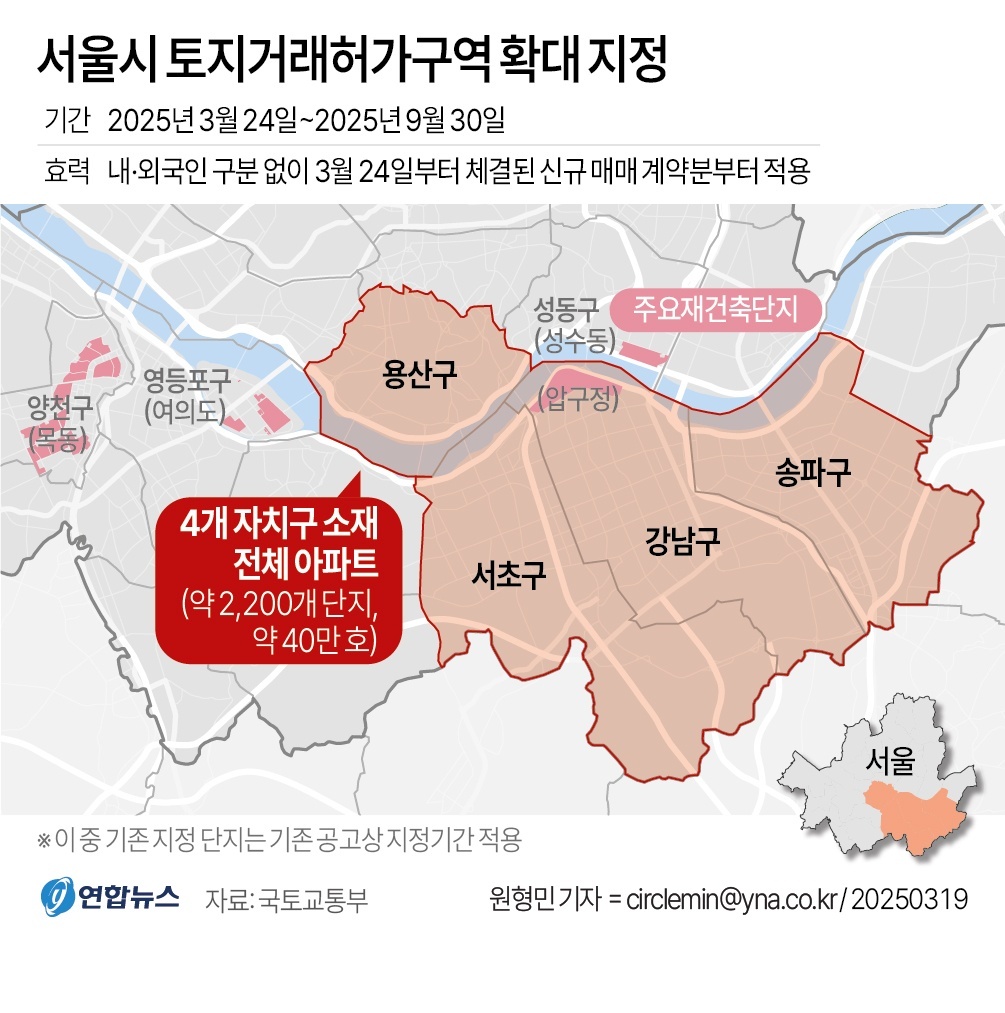 서울시 토지거래허가구역 확대 지정
기간 2025년 3월 24일~2025년 9월 30일
효력 내·외국인 구분 없이 3월 24일부터 체결된 신규 매매 계약분부터 적용
성동구
(성수동)
주요재건축단지
용산구
영등포구
(여의도)
양천구
(목동)
(압구정)
송파구
4개 자치구 소재
전체 아파트
(약 2,200개 단지,
약 40만 호)
강남구
서초구
서울
※ 이 중 기존 지정 단지는 기존 공고상 지정기간 적용
연합뉴스 자료: 국토교통부
원형민 기자 = circlemin@yna.co.kr / 20250319